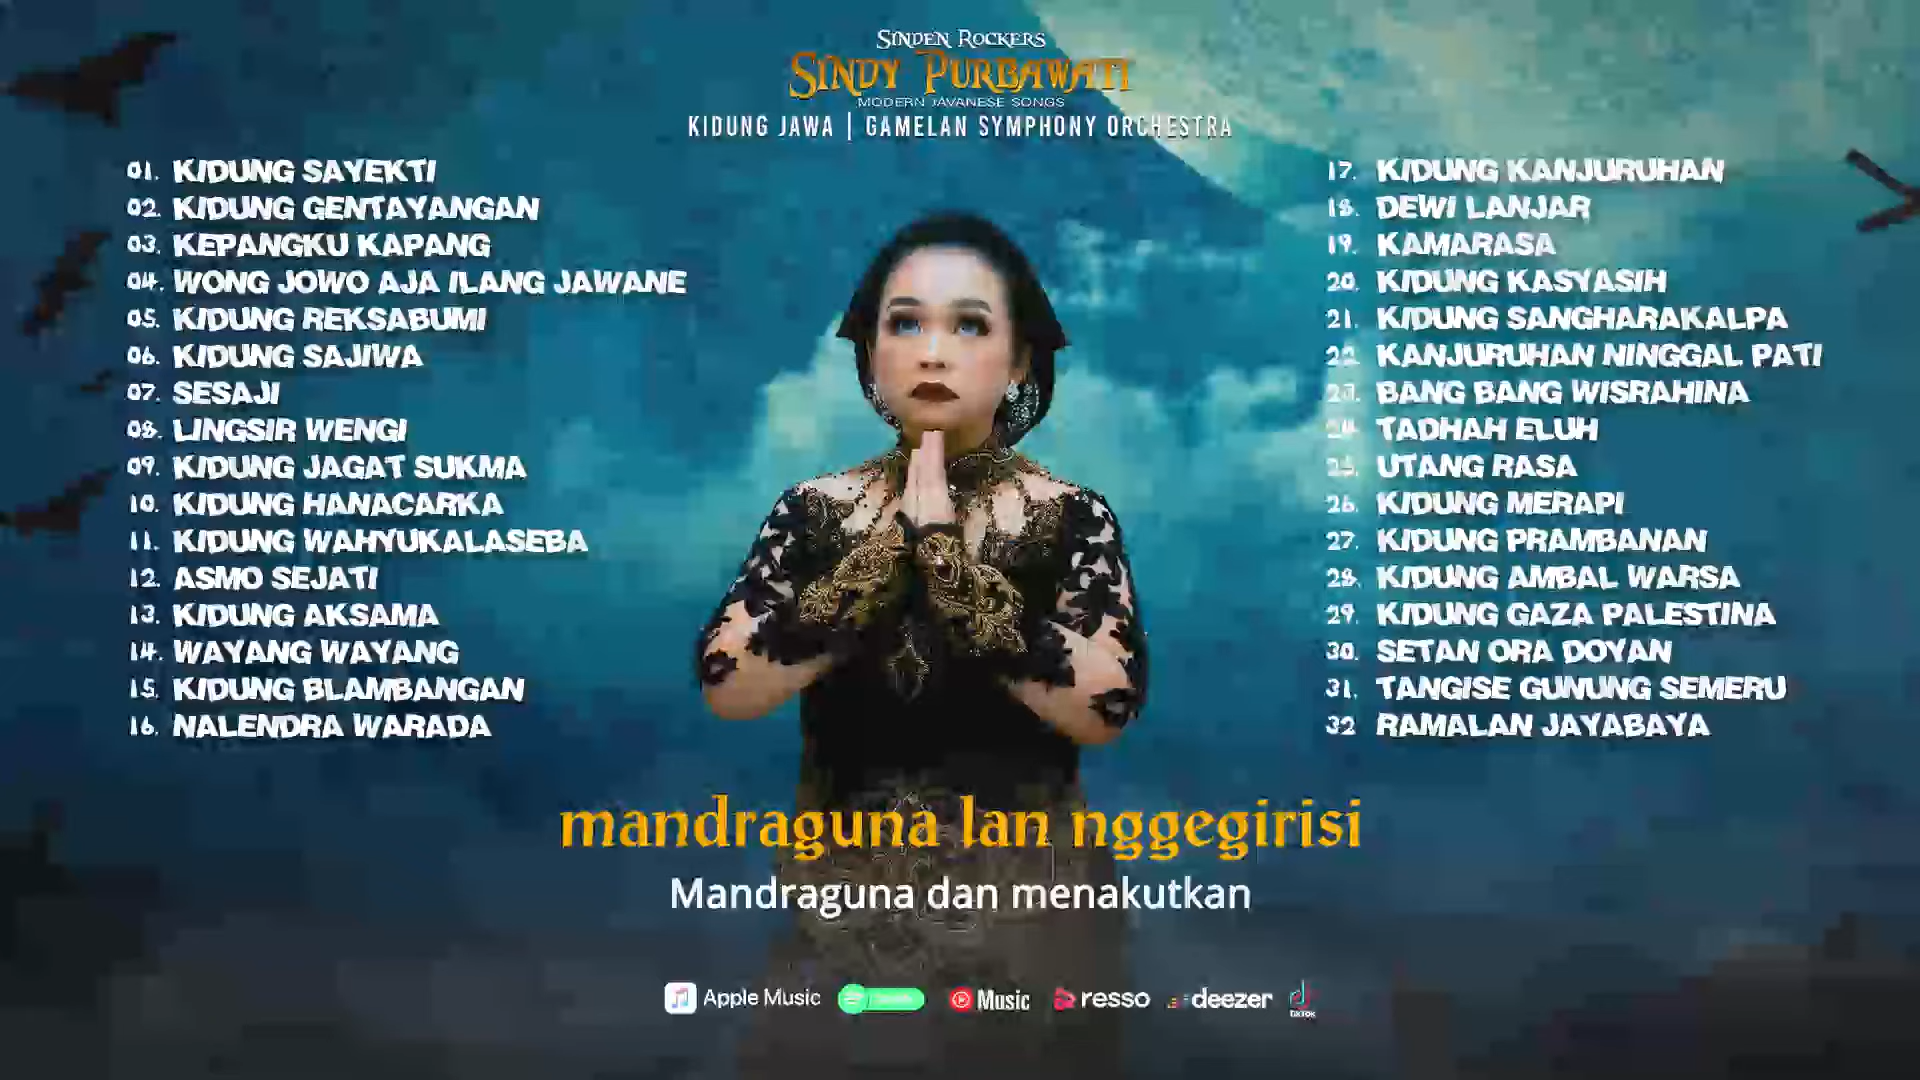 SINDEN ROCKERS
SINDY PURBAWATI
MODERN JAVANESE SONGS
KIDUNG JAWA | GAMELAN SYMPHONY ORCHESTRA
01. KIDUNG SAYEKTI
02. KIDUNG GENTAYANGAN
03. KEPANGKU KAPANG
04. WONG JOWO AJA ILANG JAWANE
05. KIDUNG REKSABUMI
06. KIDUNG SAJIWA
07. SESAJI
08. LINGSIR WENGI
09. KIDUNG JAGAT SUKMA
10. KIDUNG HANACARKA
11. KIDUNG WAHYUKALASEBA
12. ASMO SEJATI
13. KIDUNG AKSAMA
14. WAYANG WAYANG
15. KIDUNG BLAMBANGAN
16. NALENDRA WARADA
17. KIDUNG KANJURUHAN
18. DEWI LANJAR
19. KAMARASA
20. KIDUNG KASYASIH
21. KIDUNG SANGHARAKALPA
22. KANJURUHAN NINGGAL PATI
23. BANG BANG WISRAHINA
24. TADHAH ELUH
25. UTANG RASA
26. KIDUNG MERAPI
27. KIDUNG PRAMBANAN
28. KIDUNG AMBAL WARSA
29. KIDUNG GAZA PALESTINA
30. SETAN ORA DOYAN
31. TANGISE GUNUNG SEMERU
32 RAMALAN JAYABAYA
mandraguna lan nggegirisi
Mandraguna dan menakutkan
Apple Music
Music
resso
deezer
TikTok